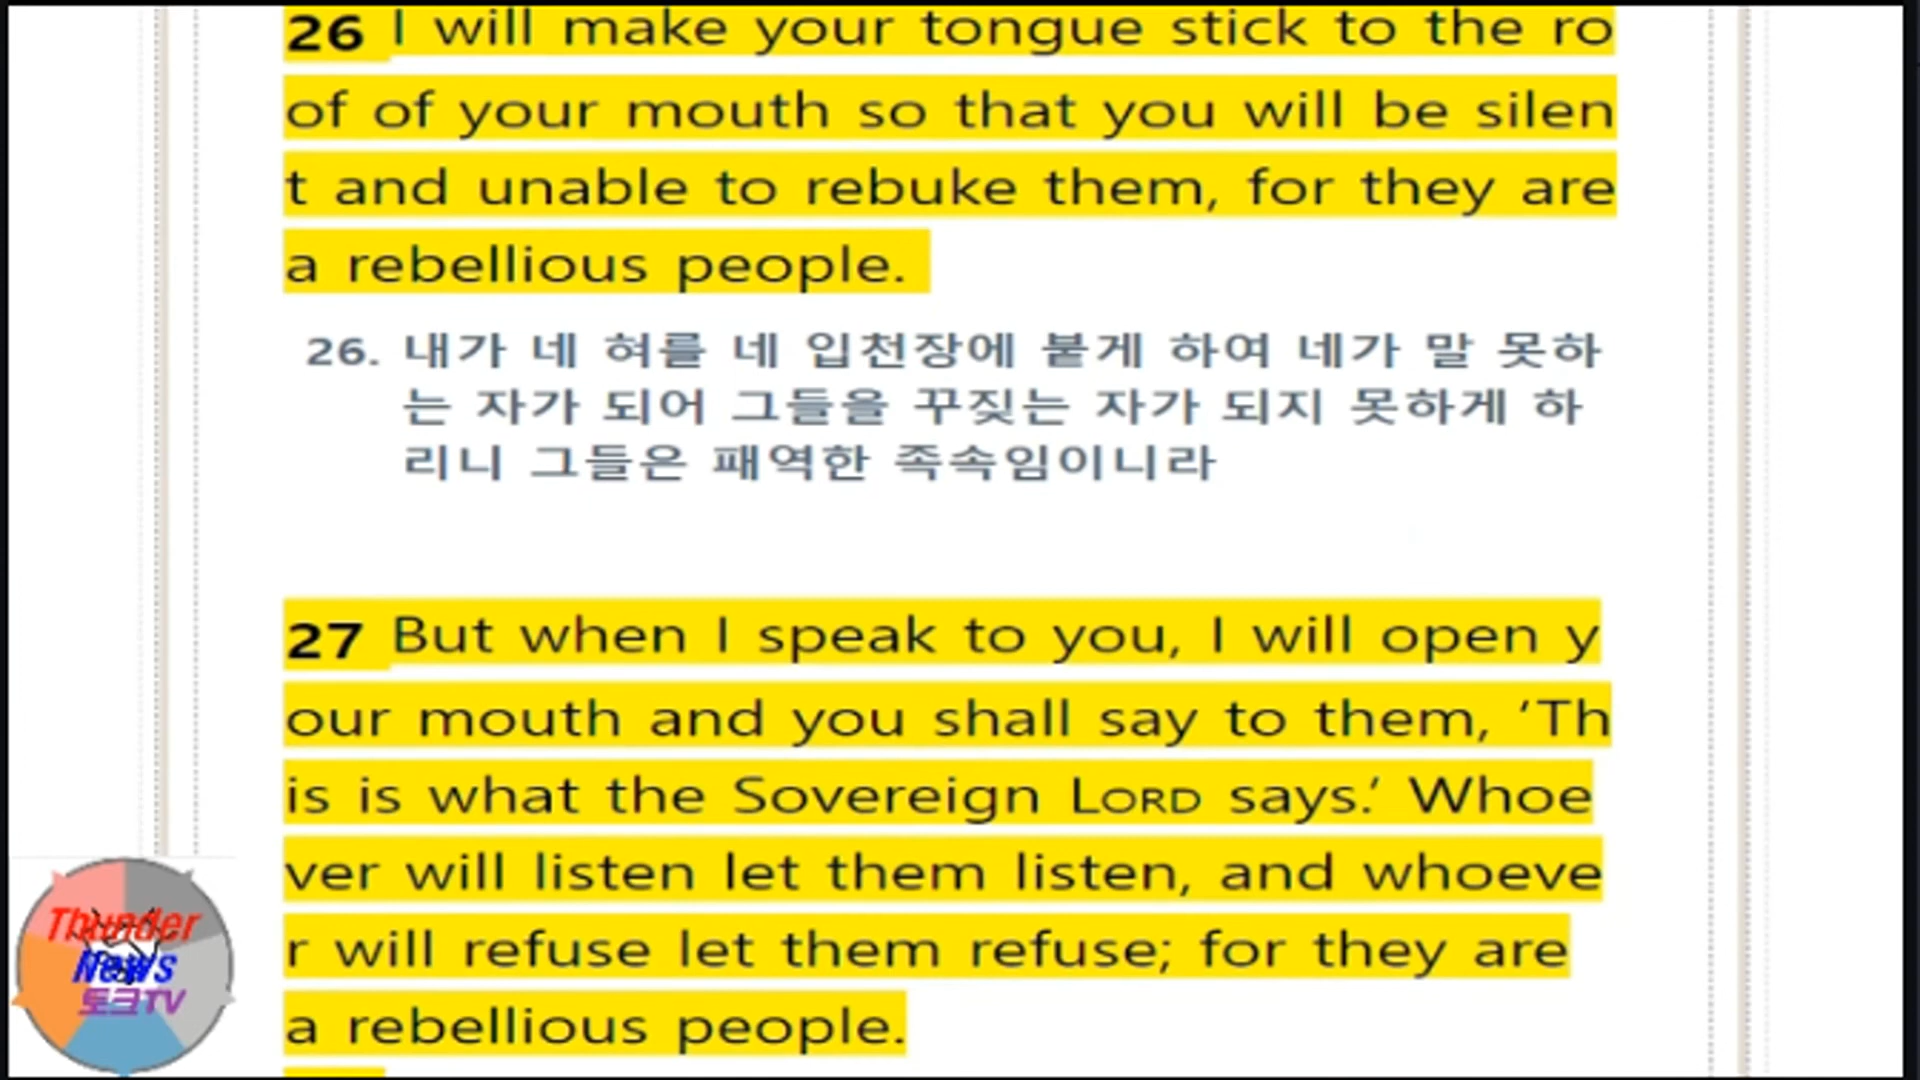 26 I will make your tongue stick to the ro
of of your mouth so that you will be silen
t and unable to rebuke them, for they are
a rebellious people.
26. 내가 네 혀를 네 입천장에 붙게 하여 네가 말 못하
는 자가 되어 그들을 꾸짖는 자가 되지 못하게 하
리니 그들은 패역한 족속임이니라
27 But when I speak to you, I will open y
our mouth and you shall say to them, ‘Th
is is what the Sovereign LORD says.’ Whoe
ver will listen let them listen, and whoeve
r will refuse let them refuse; for they are
a rebellious people.
Thunder
News
토크TV